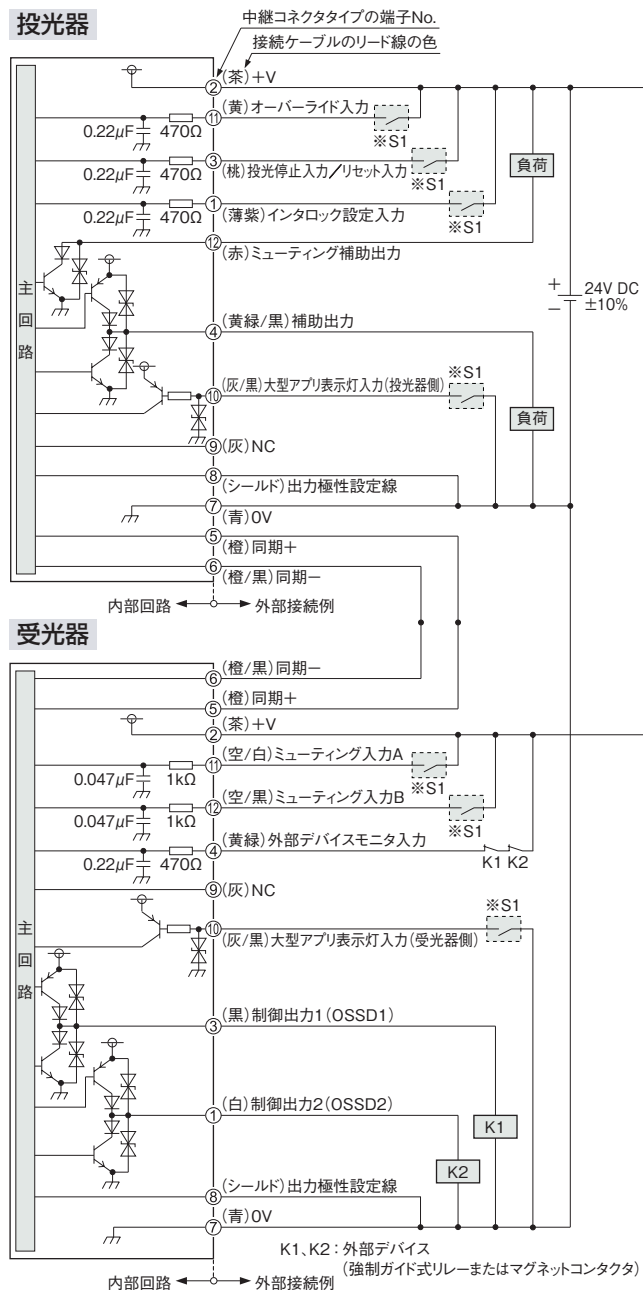 投光器
中継コネクタタイプの端子No.
接続ケーブルのリード線の色
②(茶)+V
⑪(黄)オーバーライド入力
0.22μF 470Ω
※S1
③(桃)投光停止入力/リセット入力
0.22μF 470Ω
※S1
負荷
①(薄紫)インタロック設定入力
0.22μF 470Ω
※S1
⑫(赤)ミューティング補助出力
主回路
+
−
24V DC
±10%
④(黄緑/黒)補助出力
※S1
⑩(灰/黒)大型アプリ表示灯入力(投光器側)
負荷
⑨(灰)NC
⑧(シールド)出力極性設定線
⑦(青)0V
⑤(橙)同期+
⑥(橙/黒)同期−
内部回路 外部接続例
受光器
⑥(橙/黒)同期−
⑤(橙)同期+
②(茶)+V
⑪(空/白)ミューティング入力A
0.047μF 1kΩ
※S1
⑫(空/黒)ミューティング入力B
0.047μF 1kΩ
※S1
④(黄緑)外部デバイスモニタ入力
0.22μF 470Ω
K1 K2
⑨(灰)NC
※S1
⑩(灰/黒)大型アプリ表示灯入力(受光器側)
主回路
③(黒)制御出力1(OSSD1)
①(白)制御出力2(OSSD2)
K1
K2
⑧(シールド)出力極性設定線
⑦(青)0V
K1、K2:外部デバイス
(強制ガイド式リレーまたはマグネットコンタクタ)
内部回路 外部接続例